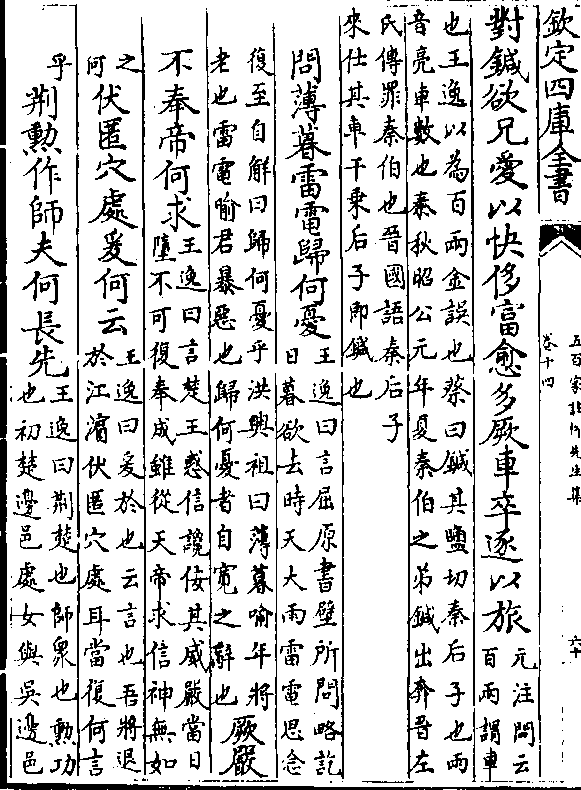 欽定四庫全書
五百家註柳先生集
卷十四
六十
對鍼欲兄愛以快侈富愈多厥車卒逐以旅
元注問云
百兩謂車
也王逸以為百兩金誤也蔡曰鍼其鹽切秦后子也兩
音亮車數也春秋昭公元年夏秦伯之弟鍼出奔晉左
氏傳罪秦伯也晉國語秦后子
來仕其車千乗后子即鍼也
問薄暮雷電歸何憂
王逸曰言屈原書壁所問略訖
日暮欲去時天大雨雷電思念
復至自解曰歸何憂乎洪興祖曰薄暮喻年將
老也雷電喻君暴惡也歸何憂者自寛之辭也
厥嚴
不奉帝何求
王逸曰言楚王惑信讒佞其威嚴當日
墮不可復奉成雖從天帝求信神無如
之
何
伏匿穴處爰何云
王逸曰爰於也云言也吾將退
於江濱伏匿穴處耳當復何言
乎
荆勲作師夫何長先
王逸曰荆楚也師衆也勲功
也初楚邊邑處女與吳邊邑